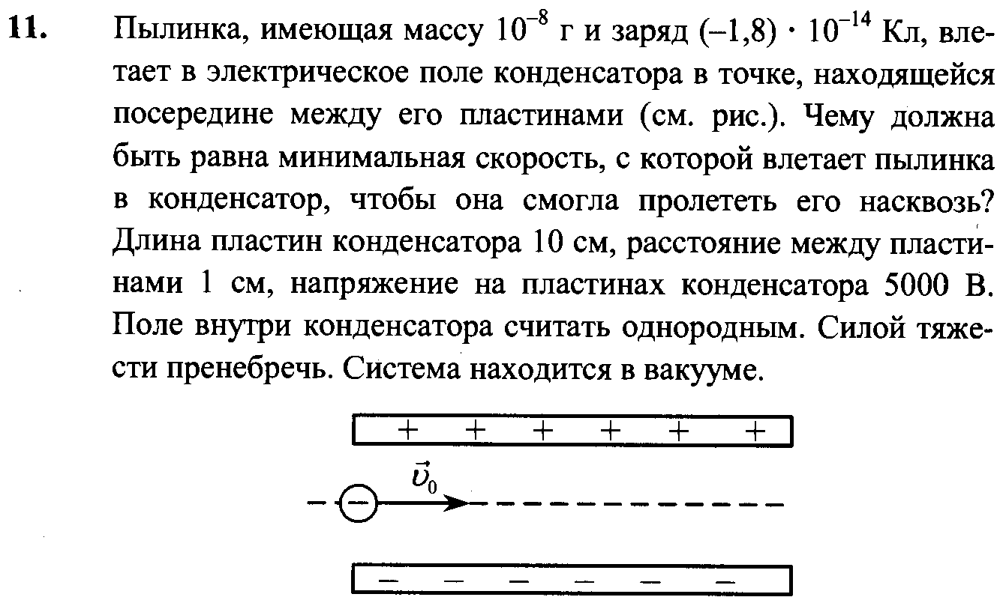 11. Пылинка, имеющая массу 10⁻⁸ г и заряд (–1,8) · 10⁻¹⁴ Кл, вле-
тает в электрическое поле конденсатора в точке, находящейся
посередине между его пластинами (см. рис.). Чему должна
быть равна минимальная скорость, с которой влетает пылинка
в конденсатор, чтобы она смогла пролететь его насквозь?
Длина пластин конденсатора 10 см, расстояние между пласти-
нами 1 см, напряжение на пластинах конденсатора 5000 В.
Поле внутри конденсатора считать однородным. Силой тяже-
сти пренебречь. Система находится в вакууме.
+ + + + + +
v⃗₀
–
– – – – – –